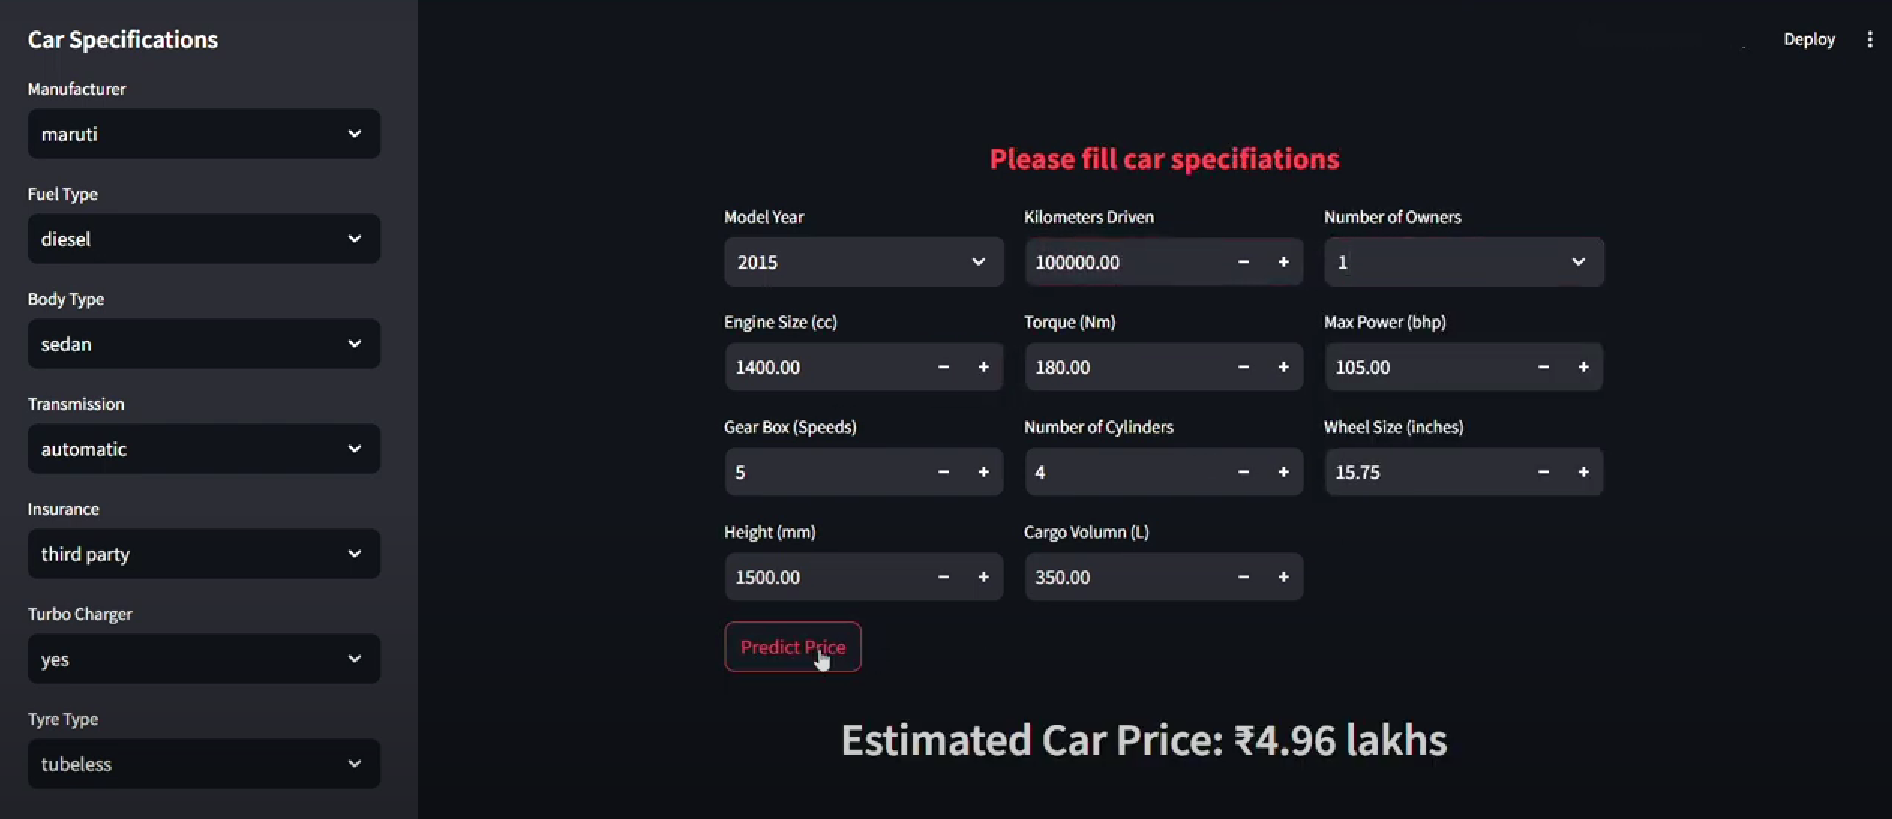 Car Specifications
Manufacturer
maruti
Fuel Type
diesel
Body Type
sedan
Transmission
automatic
Insurance
third party
Turbo Charger
yes
Tyre Type
tubeless
Deploy
Please fill car specifiations
Model Year Kilometers Driven Number of Owners
2015 100000.00 1
Engine Size (cc) Torque (Nm) Max Power (bhp)
1400.00 180.00 105.00
Gear Box (Speeds) Number of Cylinders Wheel Size (inches)
5 4 15.75
Height (mm) Cargo Volumn (L)
1500.00 350.00
Predict Price
Estimated Car Price: ₹4.96 lakhs